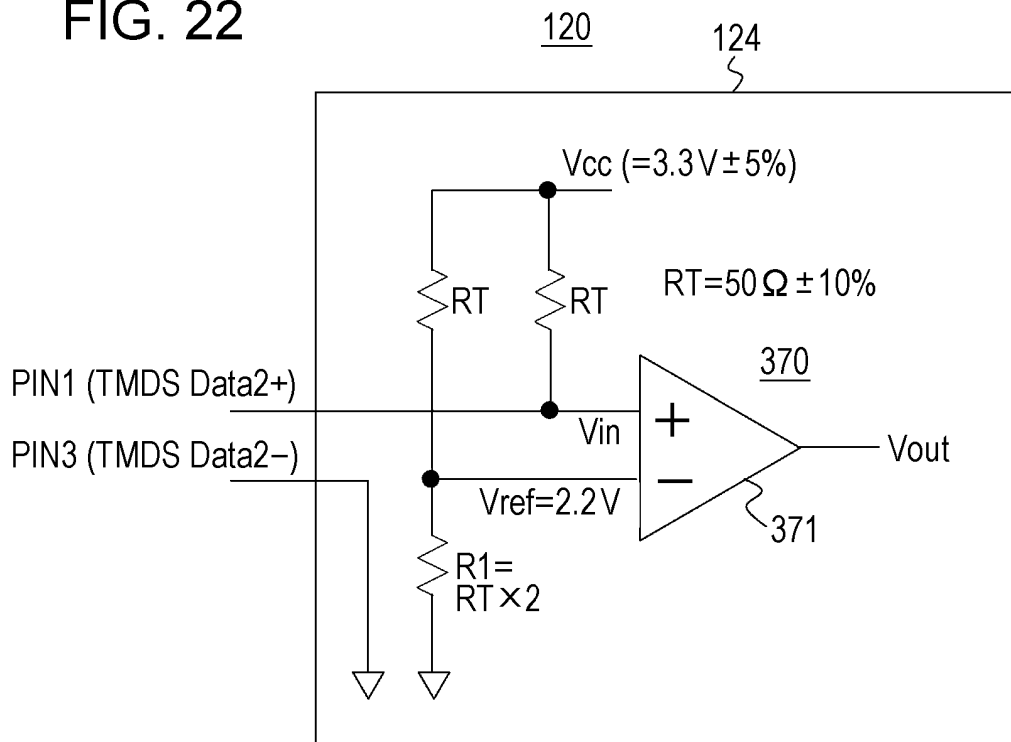 FIG. 22
120
124
Vcc (=3.3V±5%)
RT
RT
RT=50Ω±10%
370
PIN1 (TMDS Data2+)
Vin
+
PIN3 (TMDS Data2−)
−
Vout
Vref=2.2V
371
R1=
RT×2